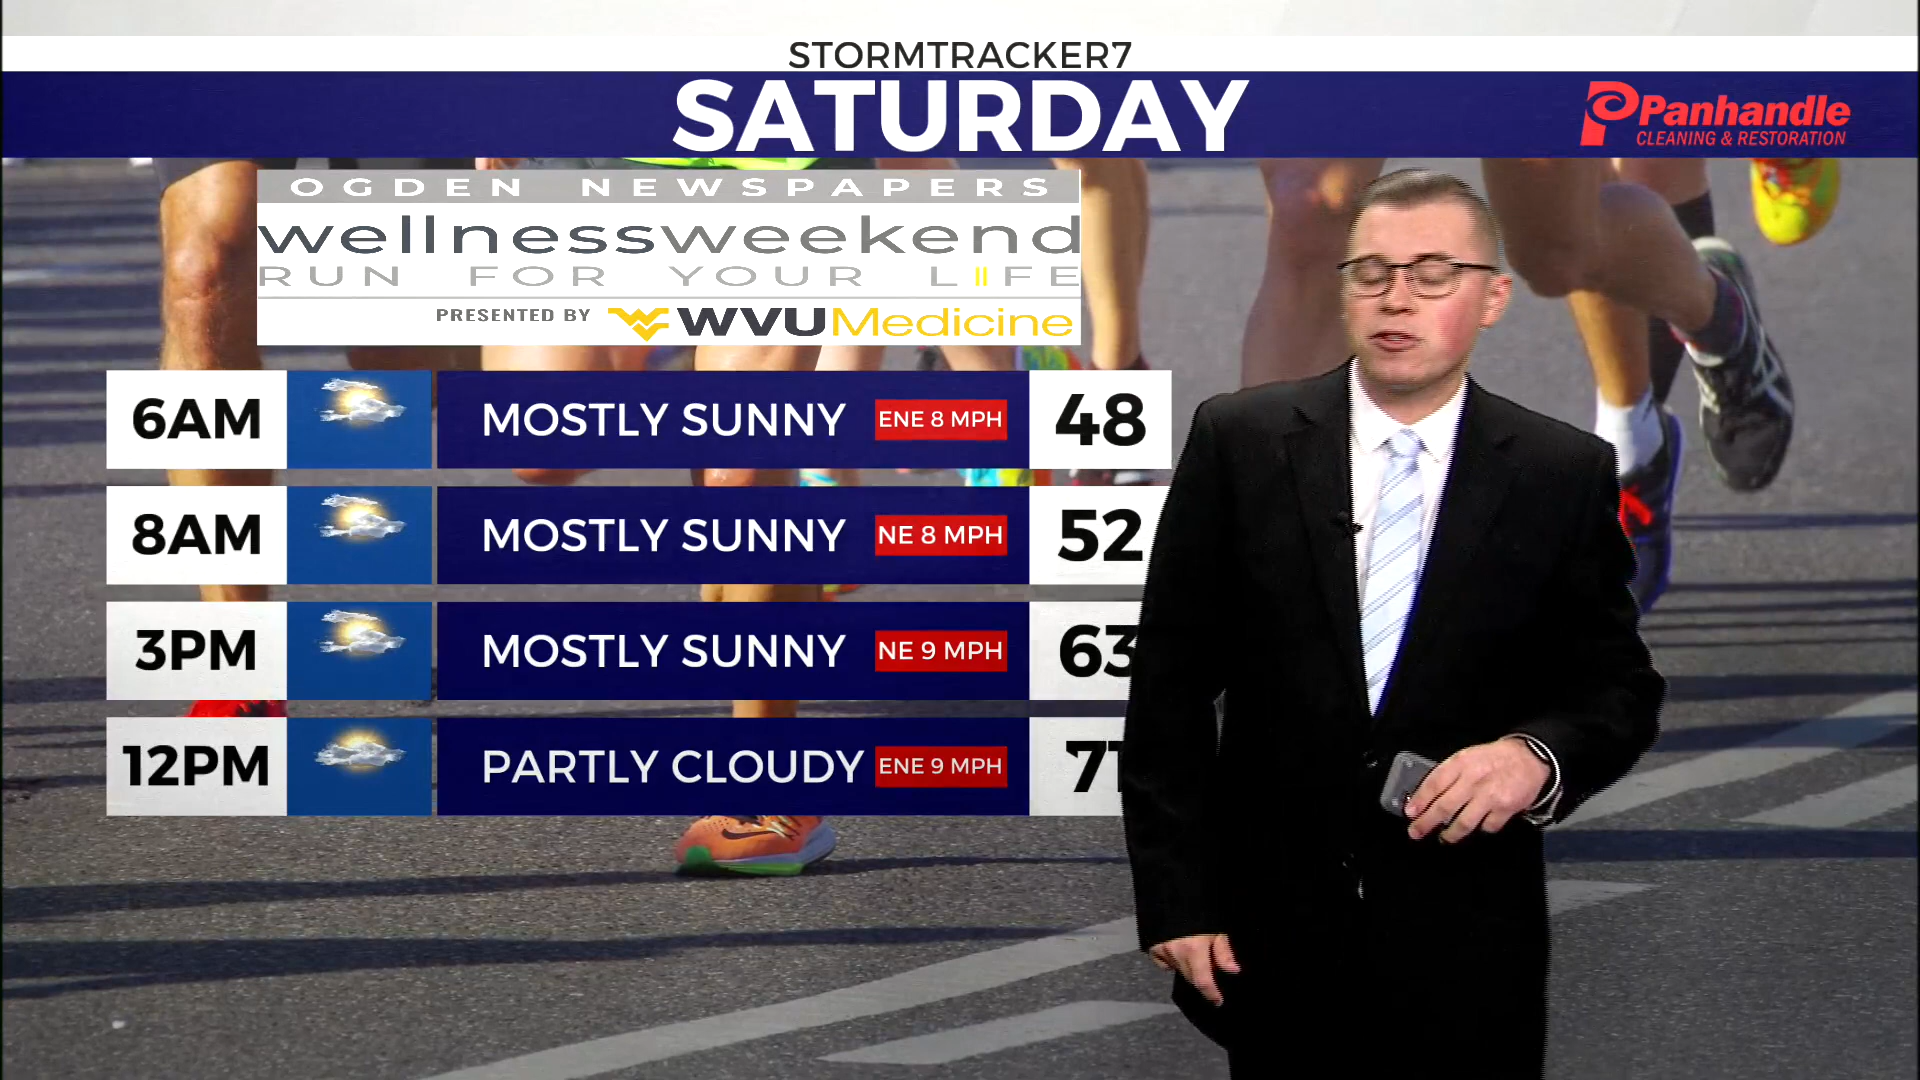 STORMTRACKER7
SATURDAY
Panhandle
CLEANING & RESTORATION
OGDEN NEWSPAPERS
wellnessweekend
RUN FOR YOUR LIFE
PRESENTED BY WVUMedicine
6AM MOSTLY SUNNY ENE 8 MPH 48
8AM MOSTLY SUNNY NE 8 MPH 52
3PM MOSTLY SUNNY NE 9 MPH 63
12PM PARTLY CLOUDY ENE 9 MPH 71